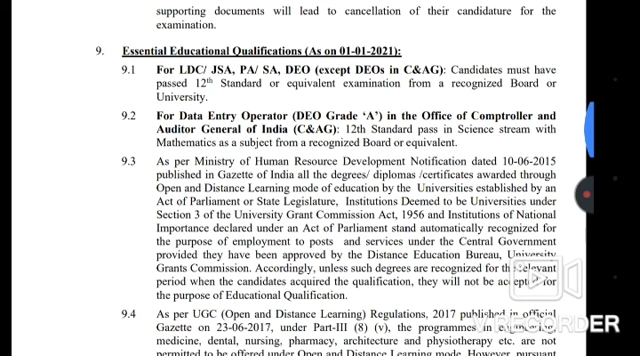 supporting documents will lead to cancellation of their candidature for the
examination.
9. Essential Educational Qualifications (As on 01-01-2021):
9.1 For LDC/ JSA, PA/ SA, DEO (except DEOs in C&AG): Candidates must have
passed 12th Standard or equivalent examination from a recognized Board or
University.
9.2 For Data Entry Operator (DEO Grade ‘A’) in the Office of Comptroller and
Auditor General of India (C&AG): 12th Standard pass in Science stream with
Mathematics as a subject from a recognized Board or equivalent.
9.3 As per Ministry of Human Resource Development Notification dated 10-06-2015
published in Gazette of India all the degrees/ diplomas /certificates awarded through
Open and Distance Learning mode of education by the Universities established by an
Act of Parliament or State Legislature, Institutions Deemed to be Universities under
Section 3 of the University Grant Commission Act, 1956 and Institutions of National
Importance declared under an Act of Parliament stand automatically recognized for
the purpose of employment to posts and services under the Central Government
provided they have been approved by the Distance Education Bureau, University
Grants Commission. Accordingly, unless such degrees are recognized for the relevant
period when the candidates acquired the qualification, they will not be accepted for
the purpose of Educational Qualification.
9.4 As per UGC (Open and Distance Learning) Regulations, 2017 published in official
Gazette on 23-06-2017, under Part-III (8) (v), the programmes in engineering,
medicine, dental, nursing, pharmacy, architecture and physiotherapy etc. are not
permitted to be offered under Open and Distance Learning mode. However, pursuant
V RECORDER